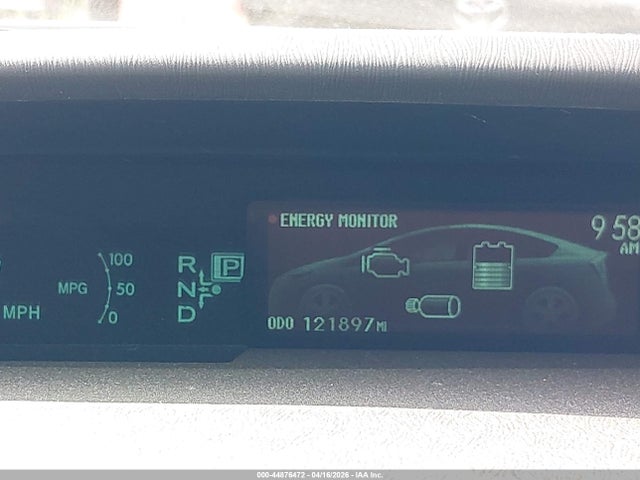 ENERGY MONITOR
9 58
AM
100
MPG 50
0
MPH
R P
N
D
ODO 121897MI
000-44876472 - 04/16/2026 - IAA Inc.